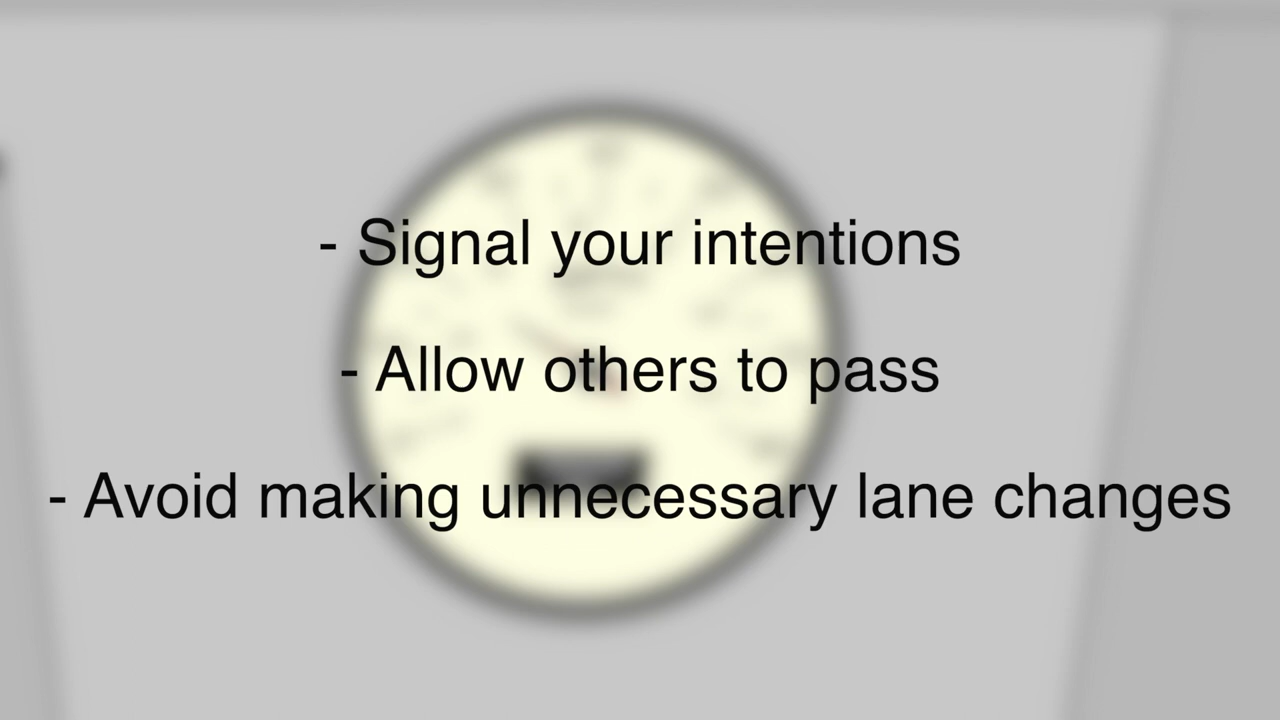 - Signal your intentions
- Allow others to pass
- Avoid making unnecessary lane changes